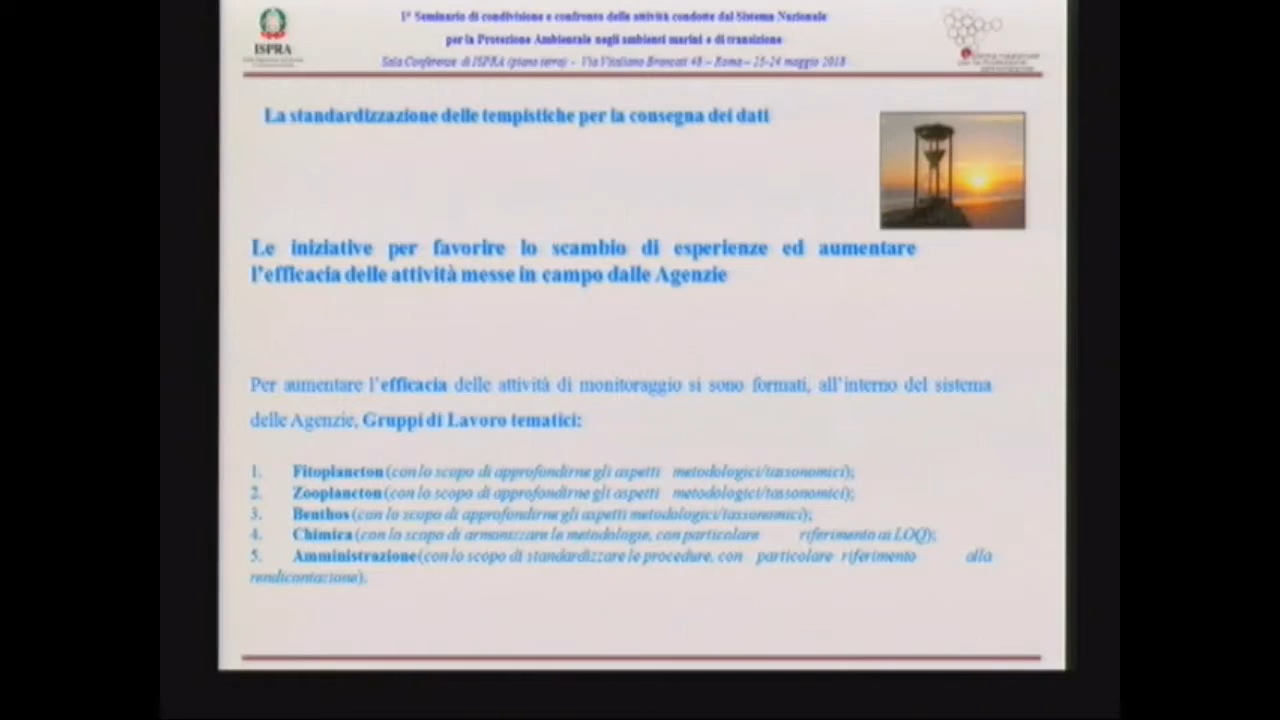 1° Seminario di condivisione e confronto delle attività condotte dal Sistema Nazionale
per la Protezione Ambientale negli ambienti marini e di transizione
Sala Conferenze di ISPRA (piano terra) - Via Vitaliano Brancati 48 – Roma – 23-24 maggio 2018
ISPRA
La standardizzazione delle tempistiche per la consegna dei dati
Le iniziative per favorire lo scambio di esperienze ed aumentare
l'efficacia delle attività messe in campo dalle Agenzie
Per aumentare l'efficacia delle attività di monitoraggio si sono formati, all'interno del sistema
delle Agenzie, Gruppi di Lavoro tematici:
1. Fitoplancton (con lo scopo di approfondirne gli aspetti metodologici/tassonomici);
2. Zooplancton (con lo scopo di approfondirne gli aspetti metodologici/tassonomici);
3. Benthos (con lo scopo di approfondirne gli aspetti metodologici/tassonomici);
4. Chimica (con lo scopo di armonizzare le metodologie, con particolare riferimento ai LOQ);
5. Amministrazione (con lo scopo di standardizzare le procedure, con particolare riferimento alla
rendicontazione).